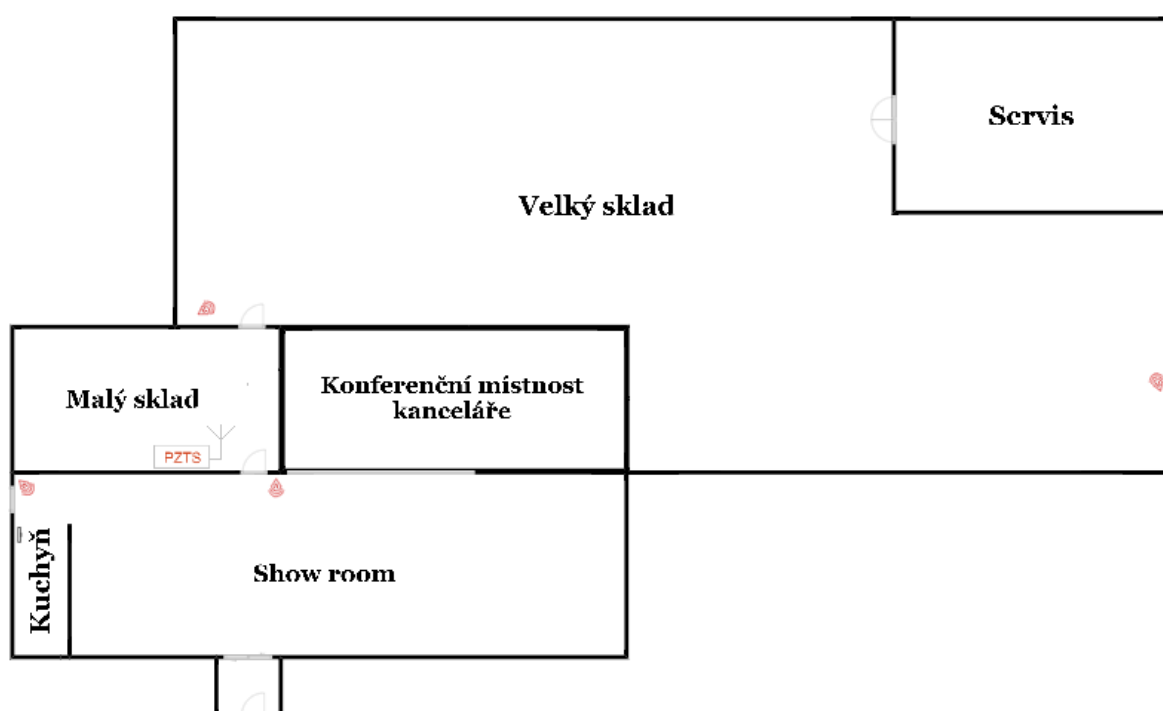 Servis
Velký sklad
Malý sklad
Konferenční místnost
kanceláře
PZTS
Kuchyň
Show room